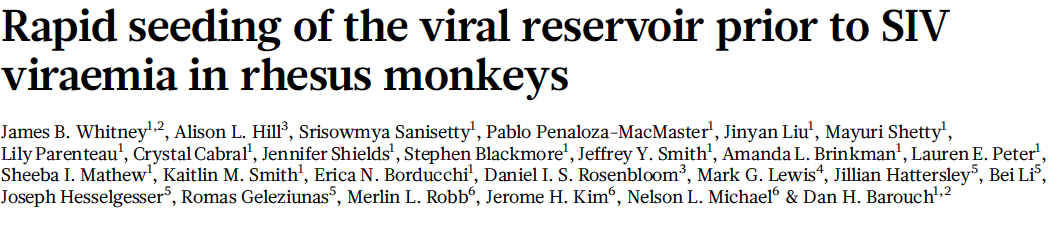 Rapid seeding of the viral reservoir prior to SIV
viraemia in rhesus monkeys
James B. Whitney1,2, Alison L. Hill3, Srisowmya Sanisetty1, Pablo Penaloza-MacMaster1, Jinyan Liu1, Mayuri Shetty1,
Lily Parenteau1, Crystal Cabral1, Jennifer Shields1, Stephen Blackmore1, Jeffrey Y. Smith1, Amanda L. Brinkman1, Lauren E. Peter1,
Sheeba I. Mathew1, Kaitlin M. Smith1, Erica N. Borducchi1, Daniel I. S. Rosenbloom3, Mark G. Lewis4, Jillian Hattersley5, Bei Li5,
Joseph Hesselgesser5, Romas Geleziunas5, Merlin L. Robb6, Jerome H. Kim6, Nelson L. Michael6 & Dan H. Barouch1,2